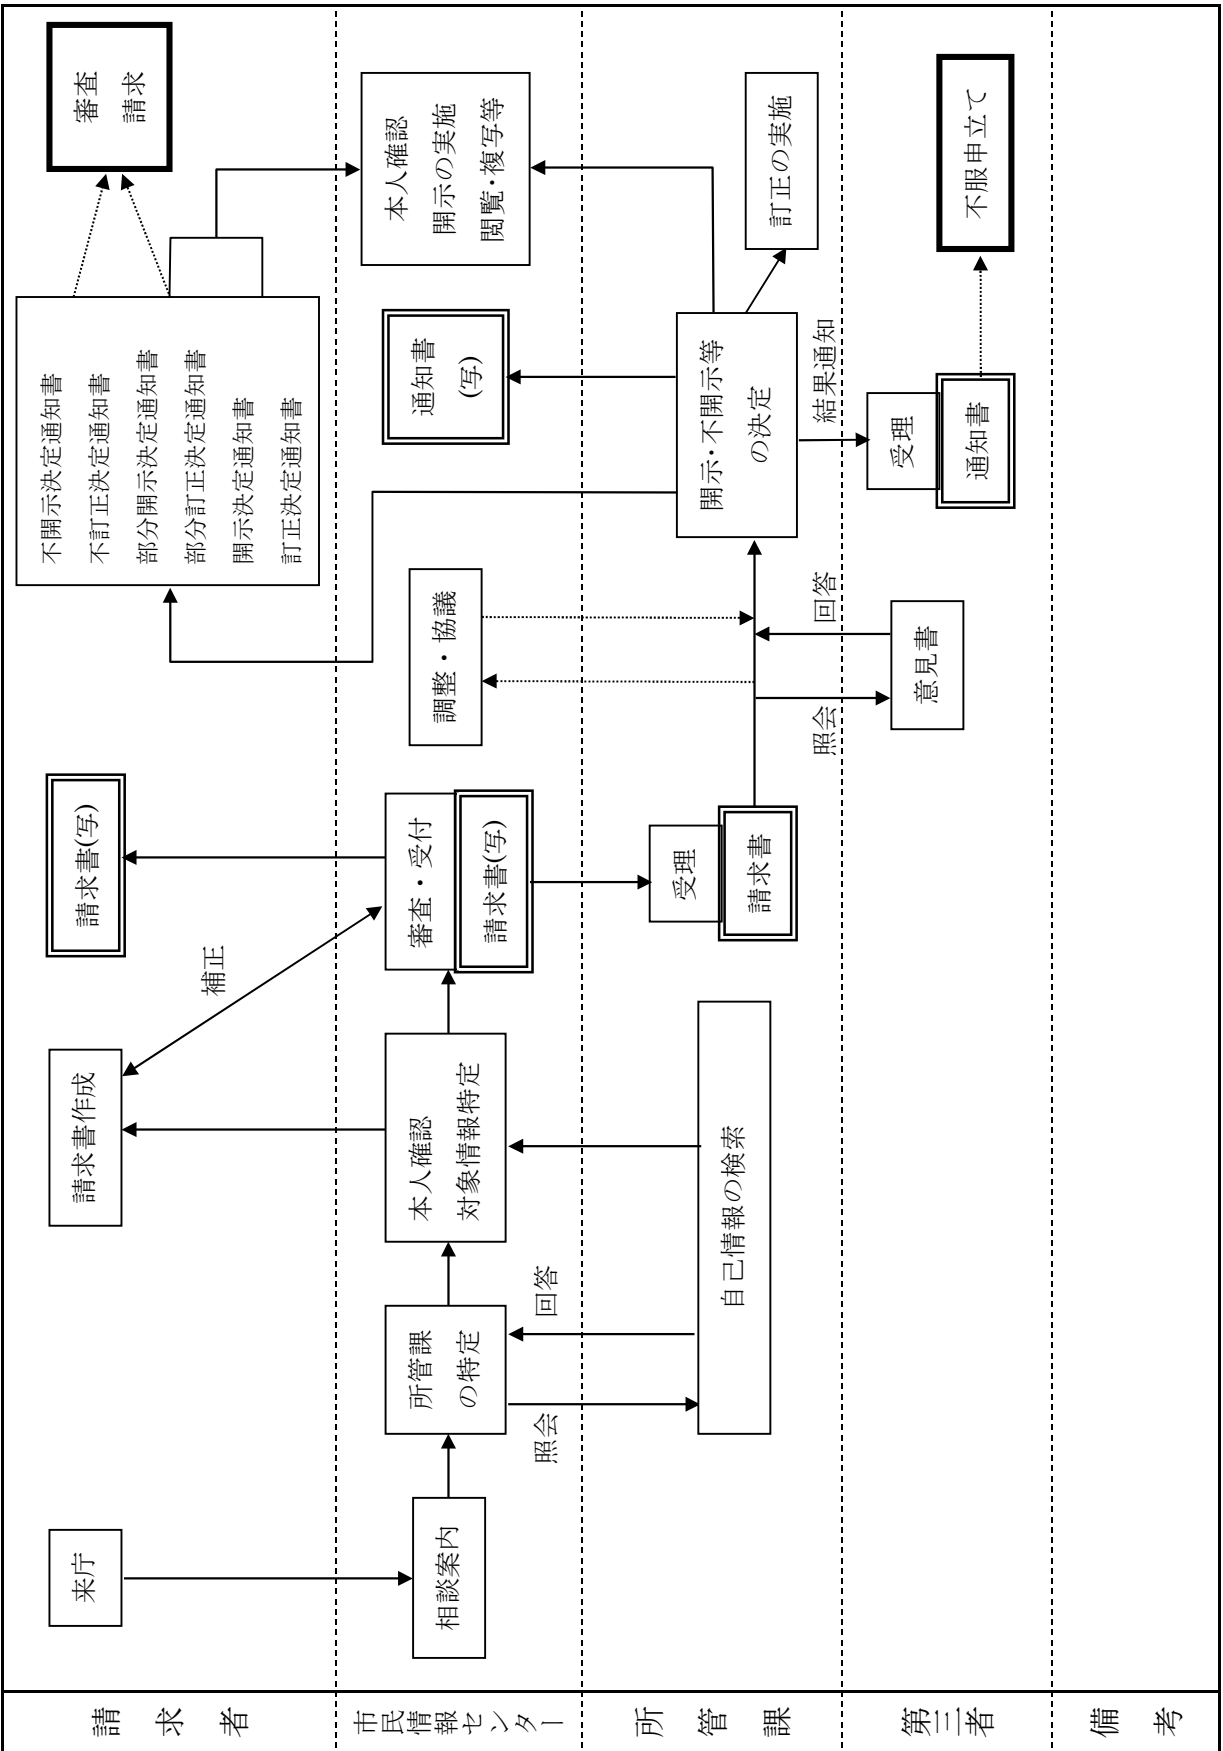 請求者
来庁
請求書作成
補正
請求書(写)
不開示決定通知書
不訂正決定通知書
部分開示決定通知書
部分訂正決定通知書
開示決定通知書
訂正決定通知書
審査
請求
市民情報センター
相談案内
所管課
の特定
照会
回答
本人確認
対象情報特定
審査・受付
請求書(写)
調整・協議
通知書
(写)
本人確認
開示の実施
閲覧・複写等
所管課
自己情報の検索
受理
請求書
照会
回答
開示・不開示等
の決定
結果通知
訂正の実施
第三者
意見書
受理
通知書
不服申立て
備考